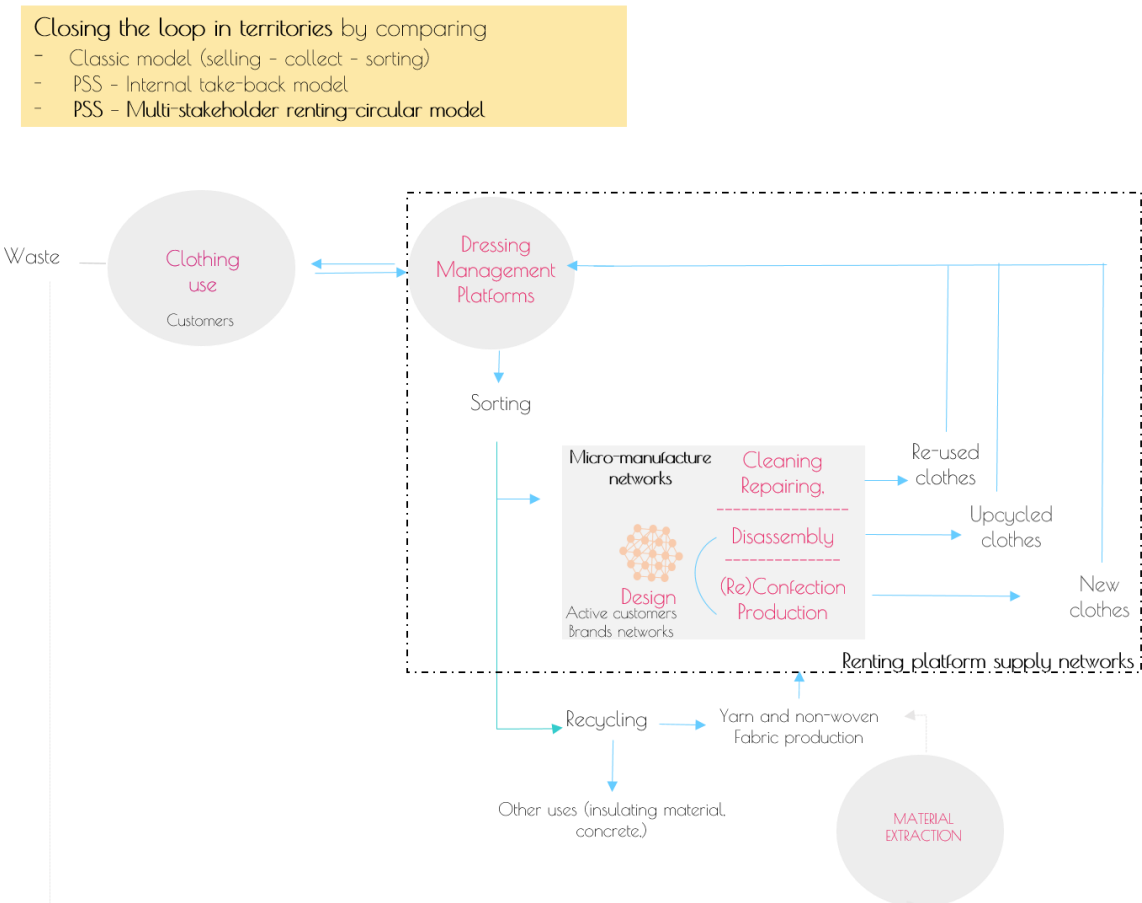 Closing the loop in territories by comparing
- Classic model (selling – collect – sorting)
- PSS – Internal take-back model
- PSS – Multi-stakeholder renting-circular model
Waste
Clothing
use
Customers
Dressing
Management
Platforms
Sorting
Micro-manufacture
networks
Cleaning
Repairing,
Disassembly
(Re)Confection
Production
Design
Active customers
Brands networks
Re-used
clothes
Upcycled
clothes
New
clothes
Renting platform supply networks
Recycling
Yarn and non-woven
Fabric production
Other uses (insulating material,
concrete,)
MATERIAL
EXTRACTION